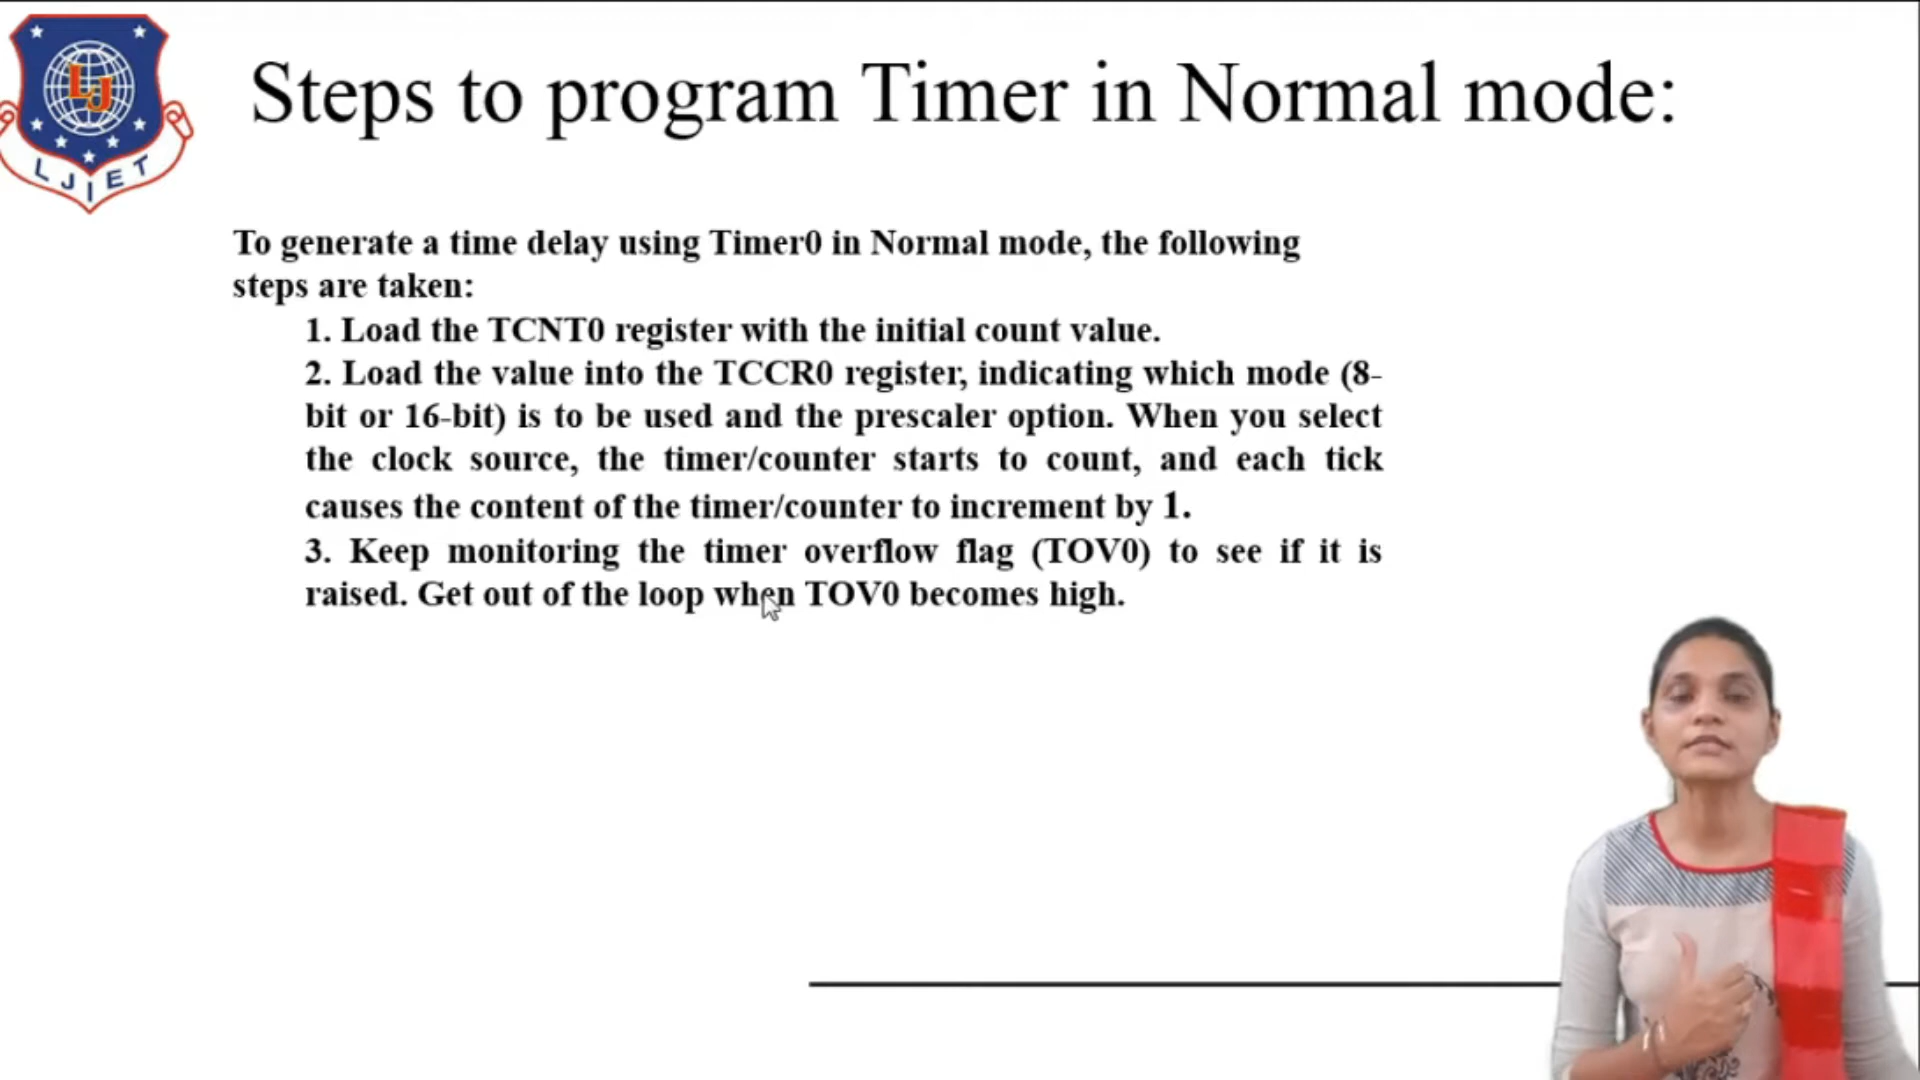 LJ
LJIET
Steps to program Timer in Normal mode:
To generate a time delay using Timer0 in Normal mode, the following
steps are taken:
1. Load the TCNT0 register with the initial count value.
2. Load the value into the TCCR0 register, indicating which mode (8-
bit or 16-bit) is to be used and the prescaler option. When you select
the clock source, the timer/counter starts to count, and each tick
causes the content of the timer/counter to increment by 1.
3. Keep monitoring the timer overflow flag (TOV0) to see if it is
raised. Get out of the loop when TOV0 becomes high.